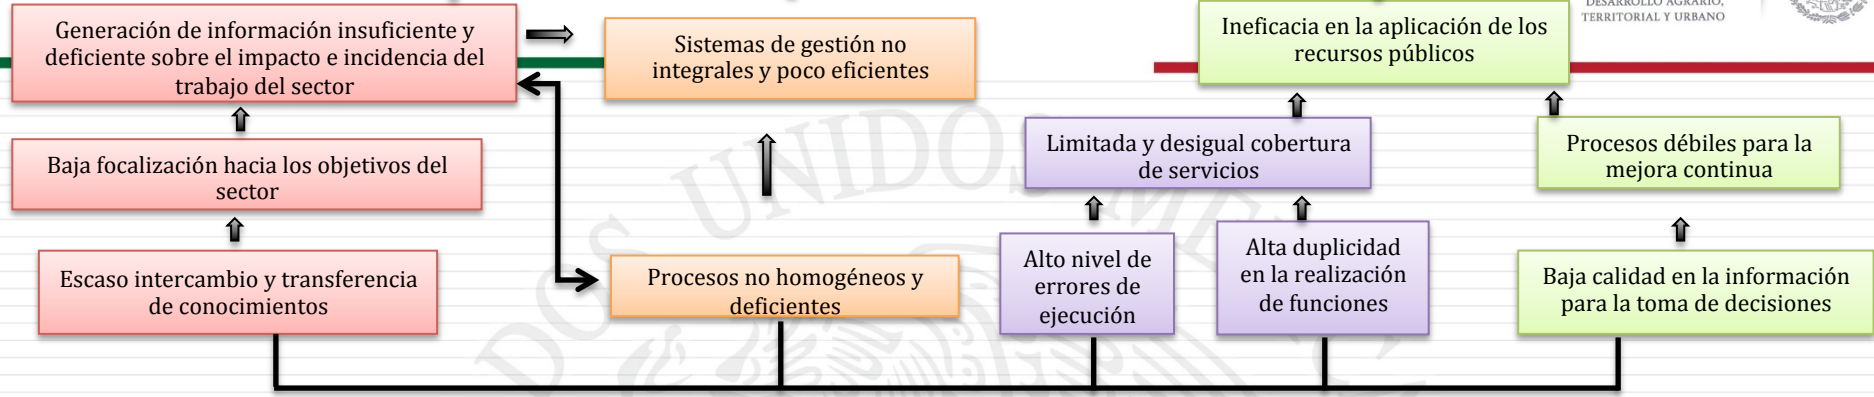 DESARROLLO AGRARIO,
TERRITORIAL Y URBANO
Generación de información insuficiente y
deficiente sobre el impacto e incidencia del
trabajo del sector
Sistemas de gestión no
integrales y poco eficientes
Ineficacia en la aplicación de los
recursos públicos
Baja focalización hacia los objetivos del
sector
Limitada y desigual cobertura
de servicios
Procesos débiles para la
mejora continua
Escaso intercambio y transferencia
de conocimientos
Procesos no homogéneos y
deficientes
Alto nivel de
errores de
ejecución
Alta duplicidad
en la realización
de funciones
Baja calidad en la información
para la toma de decisiones
DOS UNIDOS ME